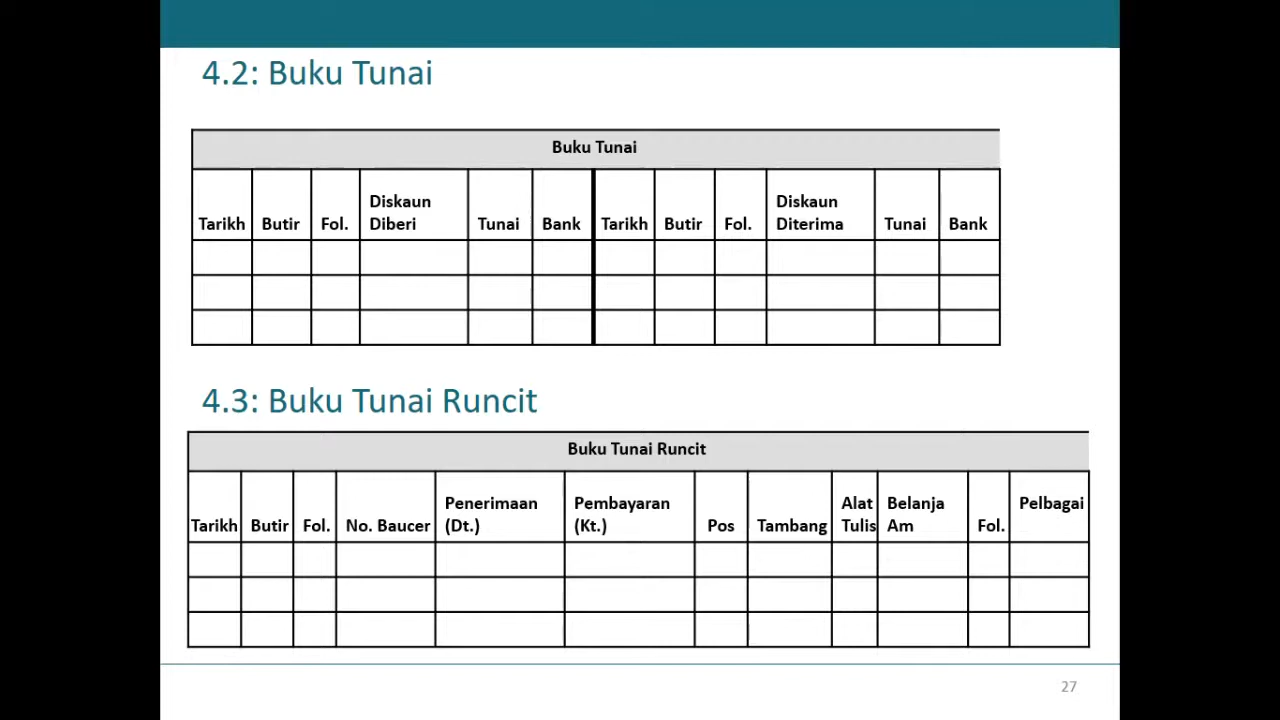 4.2: Buku Tunai
Buku Tunai
Tarikh Butir Fol. Diskaun Diberi Tunai Bank Tarikh Butir Fol. Diskaun Diterima Tunai Bank
4.3: Buku Tunai Runcit
Buku Tunai Runcit
Tarikh Butir Fol. No. Baucer Penerimaan (Dt.) Pembayaran (Kt.) Pos Tambang Alat Tulis Belanja Am Fol. Pelbagai
27